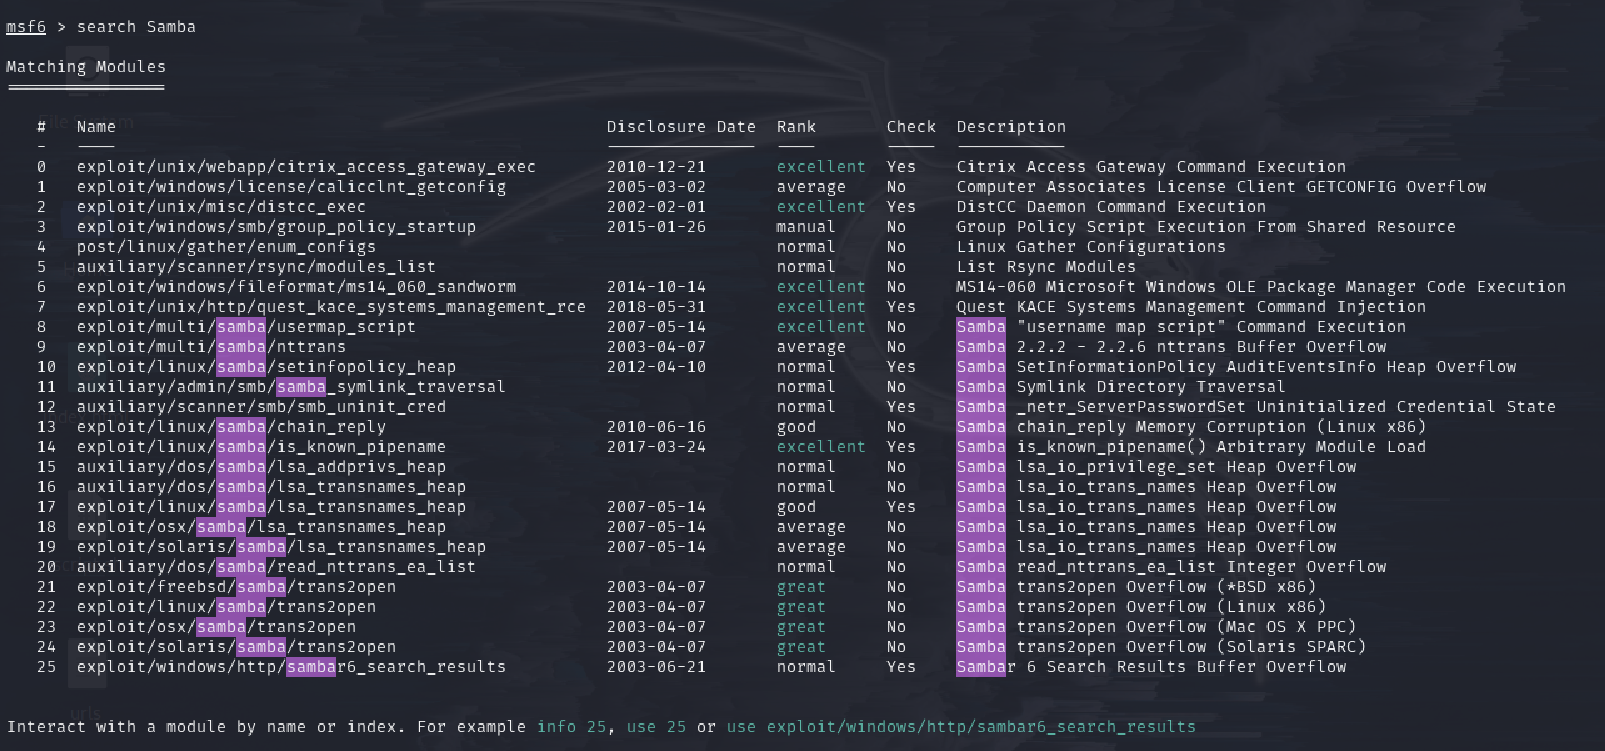 msf6 > search Samba
Matching Modules
================
# Name Disclosure Date Rank Check Description
- ---- --------------- ---- ----- -----------
0 exploit/unix/webapp/citrix_access_gateway_exec 2010-12-21 excellent Yes Citrix Access Gateway Command Execution
1 exploit/windows/license/calicclnt_getconfig 2005-03-02 average No Computer Associates License Client GETCONFIG Overflow
2 exploit/unix/misc/distcc_exec 2002-02-01 excellent Yes DistCC Daemon Command Execution
3 exploit/windows/smb/group_policy_startup 2015-01-26 manual No Group Policy Script Execution From Shared Resource
4 post/linux/gather/enum_configs normal No Linux Gather Configurations
5 auxiliary/scanner/rsync/modules_list normal No List Rsync Modules
6 exploit/windows/fileformat/ms14_060_sandworm 2014-10-14 excellent No MS14-060 Microsoft Windows OLE Package Manager Code Execution
7 exploit/unix/http/quest_kace_systems_management_rce 2018-05-31 excellent Yes Quest KACE Systems Management Command Injection
8 exploit/multi/samba/usermap_script 2007-05-14 excellent No Samba "username map script" Command Execution
9 exploit/multi/samba/nttrans 2003-04-07 average No Samba 2.2.2 - 2.2.6 nttrans Buffer Overflow
10 exploit/linux/samba/setinfopolicy_heap 2012-04-10 normal Yes Samba SetInformationPolicy AuditEventsInfo Heap Overflow
11 auxiliary/admin/smb/samba_symlink_traversal normal No Samba Symlink Directory Traversal
12 auxiliary/scanner/smb/smb_uninit_cred normal Yes Samba _netr_ServerPasswordSet Uninitialized Credential State
13 exploit/linux/samba/chain_reply 2010-06-16 good No Samba chain_reply Memory Corruption (Linux x86)
14 exploit/linux/samba/is_known_pipename 2017-03-24 excellent Yes Samba is_known_pipename() Arbitrary Module Load
15 auxiliary/dos/samba/lsa_addprivs_heap normal No Samba lsa_io_privilege_set Heap Overflow
16 auxiliary/dos/samba/lsa_transnames_heap normal No Samba lsa_io_trans_names Heap Overflow
17 exploit/linux/samba/lsa_transnames_heap 2007-05-14 good Yes Samba lsa_io_trans_names Heap Overflow
18 exploit/osx/samba/lsa_transnames_heap 2007-05-14 average No Samba lsa_io_trans_names Heap Overflow
19 exploit/solaris/samba/lsa_transnames_heap 2007-05-14 average No Samba lsa_io_trans_names Heap Overflow
20 auxiliary/dos/samba/read_nttrans_ea_list normal No Samba read_nttrans_ea_list Integer Overflow
21 exploit/freebsd/samba/trans2open 2003-04-07 great No Samba trans2open Overflow (*BSD x86)
22 exploit/linux/samba/trans2open 2003-04-07 great No Samba trans2open Overflow (Linux x86)
23 exploit/osx/samba/trans2open 2003-04-07 great No Samba trans2open Overflow (Mac OS X PPC)
24 exploit/solaris/samba/trans2open 2003-04-07 great No Samba trans2open Overflow (Solaris SPARC)
25 exploit/windows/http/sambar6_search_results 2003-06-21 normal Yes Sambar 6 Search Results Buffer Overflow
Interact with a module by name or index. For example info 25, use 25 or use exploit/windows/http/sambar6_search_results